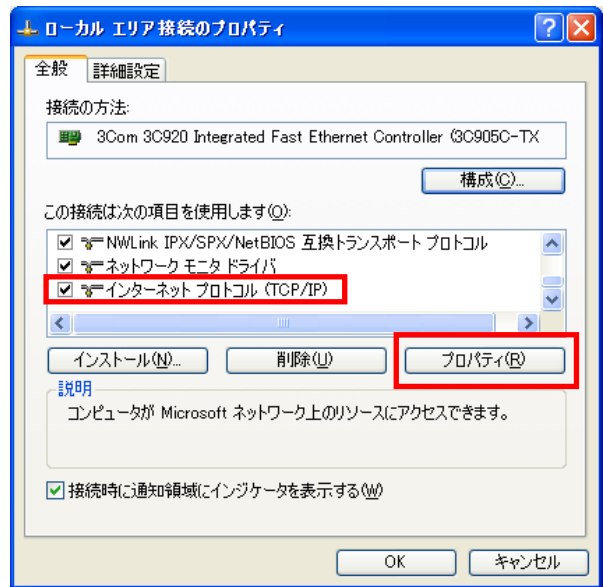 ローカル エリア接続のプロパティ
全般 詳細設定
接続の方法:
3Com 3C920 Integrated Fast Ethernet Controller (3C905C-TX
構成(C)...
この接続は次の項目を使用します(O):
NWLink IPX/SPX/NetBIOS 互換トランスポート プロトコル
ネットワーク モニタ ドライバ
インターネット プロトコル (TCP/IP)
インストール(N)... 削除(U) プロパティ(R)
説明
コンピュータが Microsoft ネットワーク上のリソースにアクセスできます。
接続時に通知領域にインジケータを表示する(W)
OK キャンセル